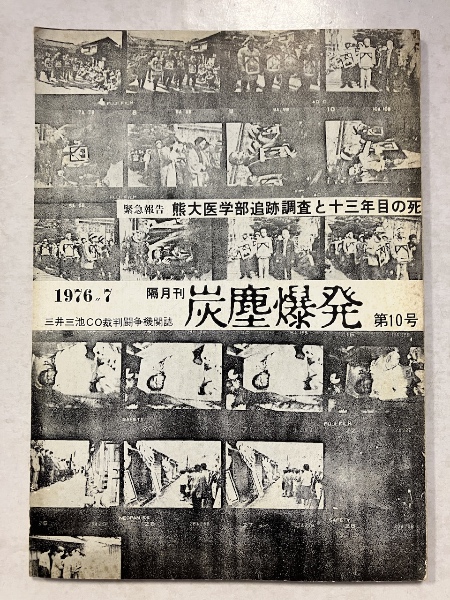 緊急報告 熊大医学部追跡調査と十三年目の死
1976.7
隔月刊
炭塵爆発
第10号
三井三池CO裁判闘争機関誌